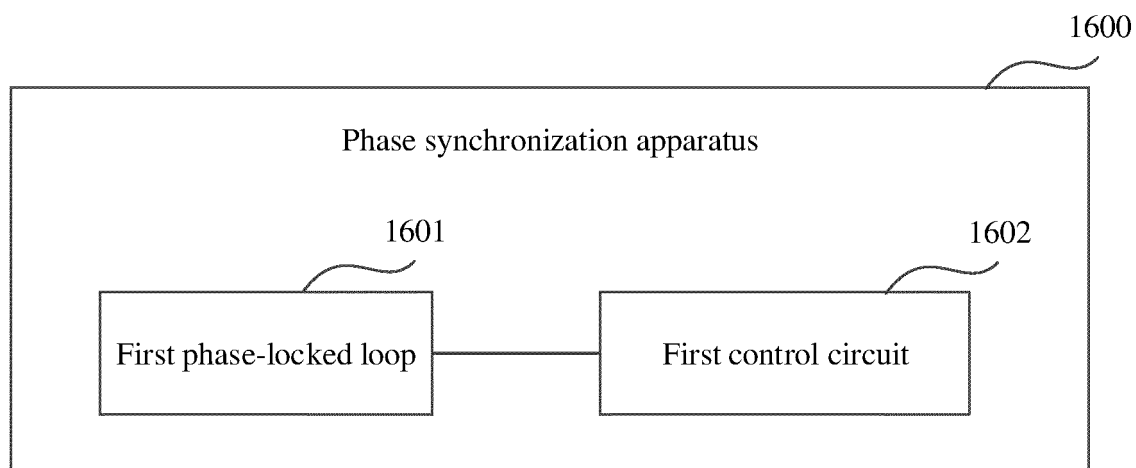 1600
Phase synchronization apparatus
1601
1602
First phase-locked loop
First control circuit